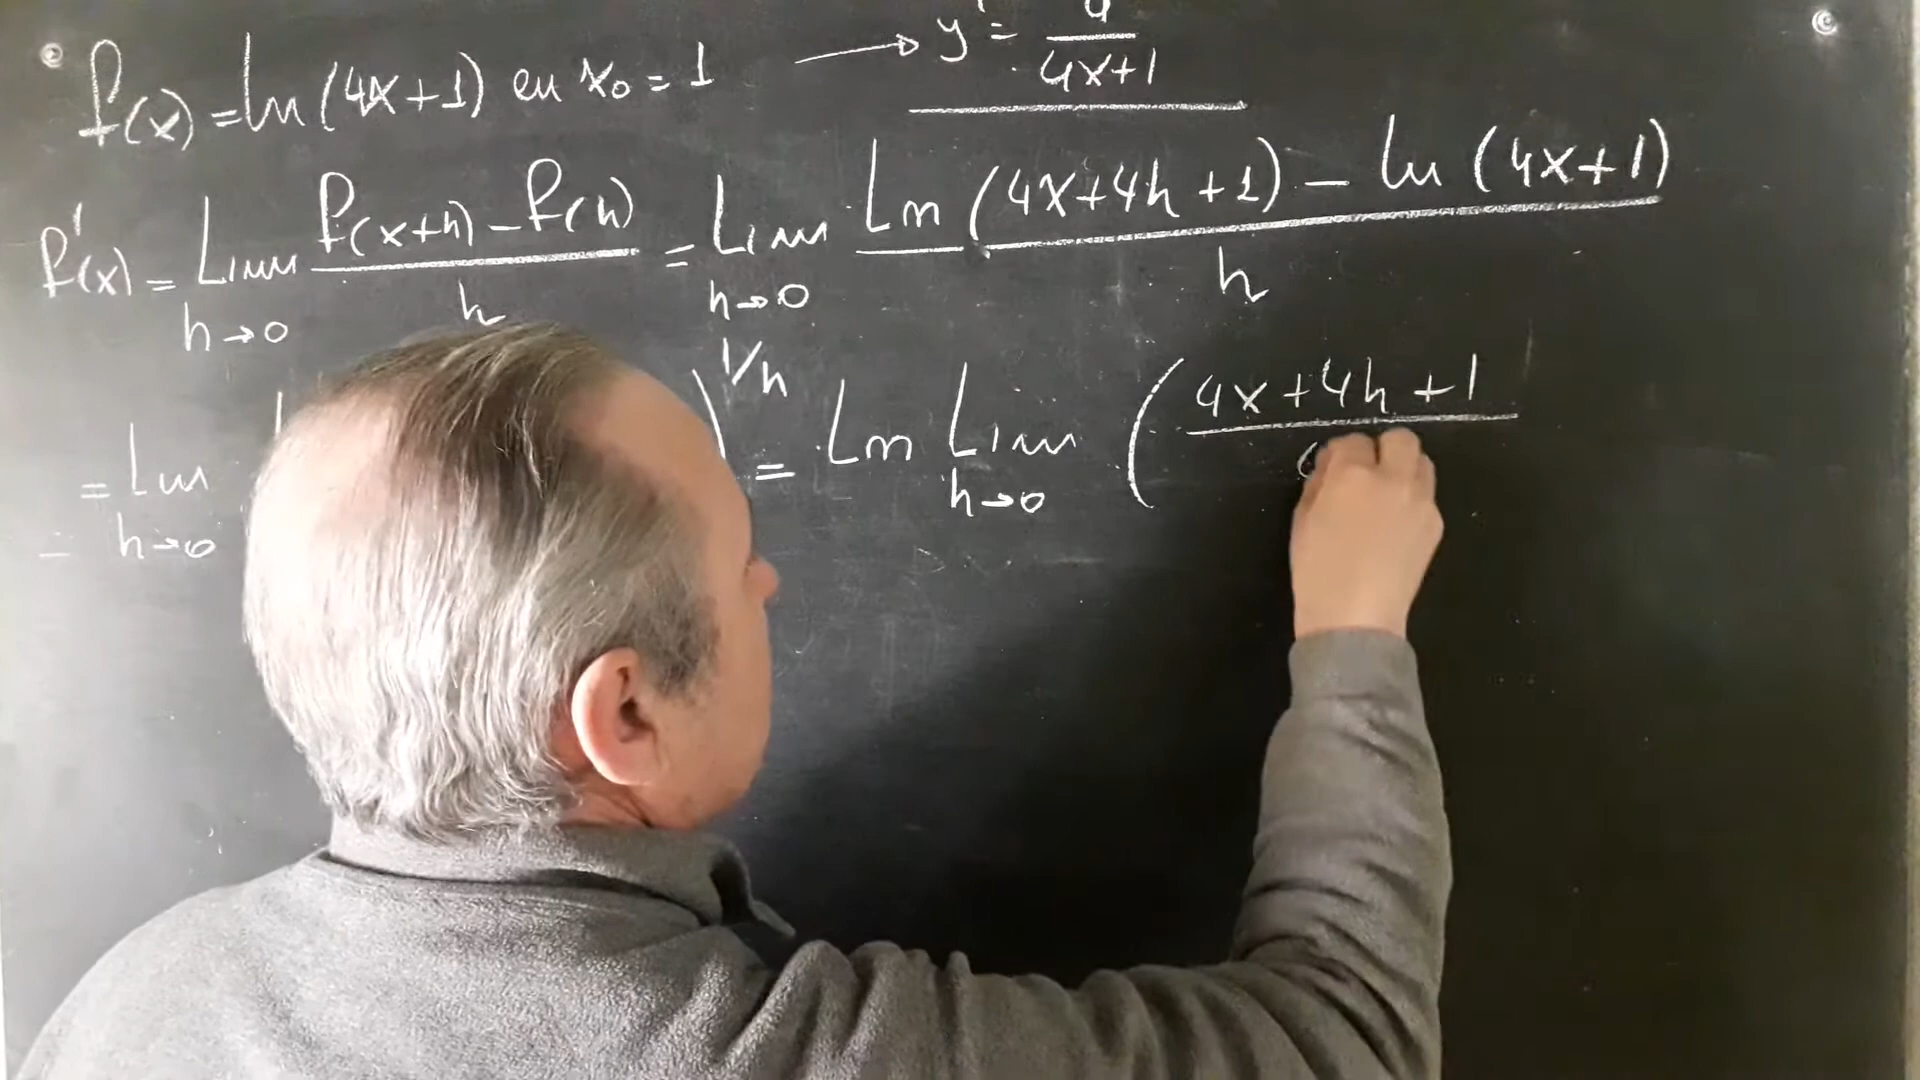 f(x) = ln (4x+1) en x₀ = 1 → y' = 4/(4x+1)
f'(x) = Lim h→0 (f(x+h) - f(x))/h = Lim h→0 (Ln (4x+4h+1) - ln (4x+1))/h
= Lim h→0 )^1/h = Ln Lim h→0 ( (4x+4h+1)/